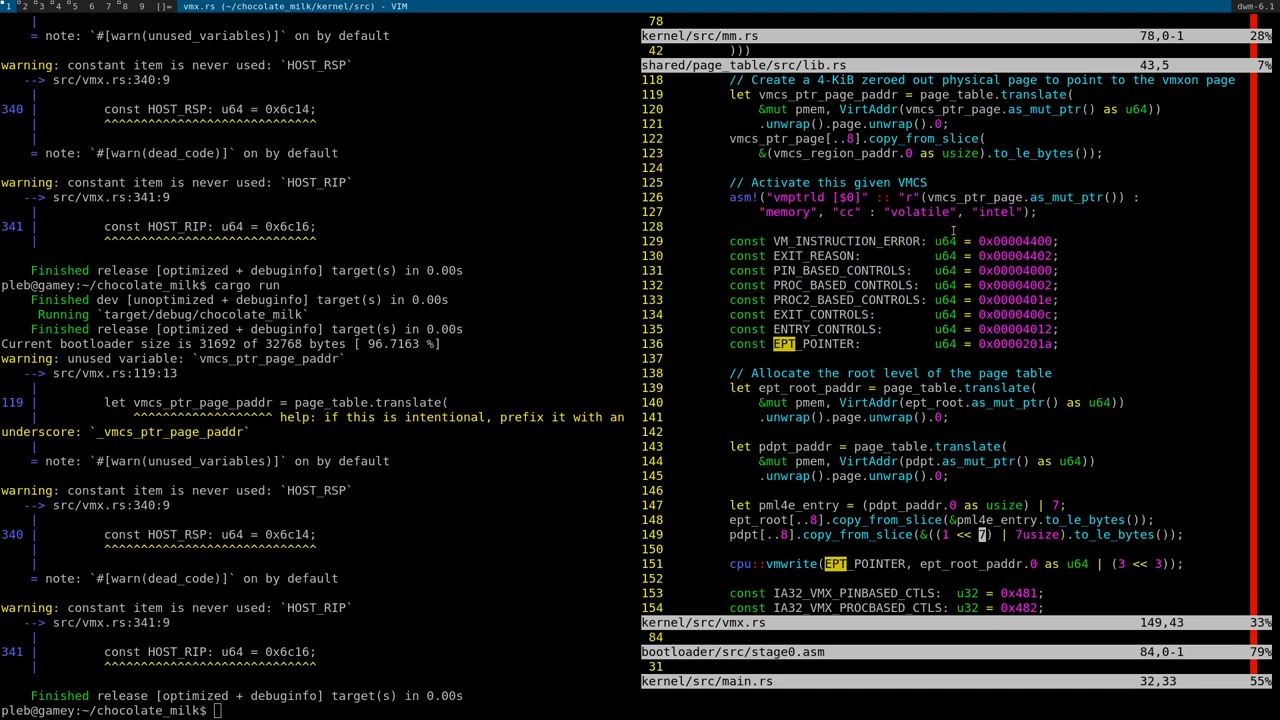 1 2 3 4 5 6 7 8 9 []= vmx.rs (~/chocolate_milk/kernel/src) - VIM dwm-6.1
|
= note: `#[warn(unused_variables)]` on by default
warning: constant item is never used: `HOST_RSP`
--> src/vmx.rs:340:9
|
340 | const HOST_RSP: u64 = 0x6c14;
| ^^^^^^^^^^^^^^^^^^^^^^^^^^^^^
|
= note: `#[warn(dead_code)]` on by default
warning: constant item is never used: `HOST_RIP`
--> src/vmx.rs:341:9
|
341 | const HOST_RIP: u64 = 0x6c16;
| ^^^^^^^^^^^^^^^^^^^^^^^^^^^^^
Finished release [optimized + debuginfo] target(s) in 0.00s
pleb@gamey:~/chocolate_milk$ cargo run
Finished dev [unoptimized + debuginfo] target(s) in 0.00s
Running `target/debug/chocolate_milk`
Finished release [optimized + debuginfo] target(s) in 0.00s
Current bootloader size is 31692 of 32768 bytes [ 96.7163 %]
warning: unused variable: `vmcs_ptr_page_paddr`
--> src/vmx.rs:119:13
|
119 | let vmcs_ptr_page_paddr = page_table.translate(
| ^^^^^^^^^^^^^^^^^^^ help: if this is intentional, prefix it with an
underscore: `_vmcs_ptr_page_paddr`
|
= note: `#[warn(unused_variables)]` on by default
warning: constant item is never used: `HOST_RSP`
--> src/vmx.rs:340:9
|
340 | const HOST_RSP: u64 = 0x6c14;
| ^^^^^^^^^^^^^^^^^^^^^^^^^^^^^
|
= note: `#[warn(dead_code)]` on by default
warning: constant item is never used: `HOST_RIP`
--> src/vmx.rs:341:9
|
341 | const HOST_RIP: u64 = 0x6c16;
| ^^^^^^^^^^^^^^^^^^^^^^^^^^^^^
Finished release [optimized + debuginfo] target(s) in 0.00s
pleb@gamey:~/chocolate_milk$
78
kernel/src/mm.rs 78,0-1 28%
42 )))
shared/page_table/src/lib.rs 43,5 7%
118 // Create a 4-KiB zeroed out physical page to point to the vmxon page
119 let vmcs_ptr_page_paddr = page_table.translate(
120 &mut pmem, VirtAddr(vmcs_ptr_page.as_mut_ptr() as u64))
121 .unwrap().page.unwrap().0;
122 vmcs_ptr_page[..8].copy_from_slice(
123 &(vmcs_region_paddr.0 as usize).to_le_bytes());
124
125 // Activate this given VMCS
126 asm!("vmptrld [$0]" :: "r"(vmcs_ptr_page.as_mut_ptr()) :
127 "memory", "cc" : "volatile", "intel");
128
129 const VM_INSTRUCTION_ERROR: u64 = 0x00004400;
130 const EXIT_REASON: u64 = 0x00004402;
131 const PIN_BASED_CONTROLS: u64 = 0x00004000;
132 const PROC_BASED_CONTROLS: u64 = 0x00004002;
133 const PROC2_BASED_CONTROLS: u64 = 0x0000401e;
134 const EXIT_CONTROLS: u64 = 0x0000400c;
135 const ENTRY_CONTROLS: u64 = 0x00004012;
136 const EPT_POINTER: u64 = 0x0000201a;
137
138 // Allocate the root level of the page table
139 let ept_root_paddr = page_table.translate(
140 &mut pmem, VirtAddr(ept_root.as_mut_ptr() as u64))
141 .unwrap().page.unwrap().0;
142
143 let pdpt_paddr = page_table.translate(
144 &mut pmem, VirtAddr(pdpt.as_mut_ptr() as u64))
145 .unwrap().page.unwrap().0;
146
147 let pml4e_entry = (pdpt_paddr.0 as usize) | 7;
148 ept_root[..8].copy_from_slice(&pml4e_entry.to_le_bytes());
149 pdpt[..8].copy_from_slice(&((1 << 7) | 7usize).to_le_bytes());
150
151 cpu::vmwrite(EPT_POINTER, ept_root_paddr.0 as u64 | (3 << 3));
152
153 const IA32_VMX_PINBASED_CTLS: u32 = 0x481;
154 const IA32_VMX_PROCBASED_CTLS: u32 = 0x482;
kernel/src/vmx.rs 149,43 33%
84
bootloader/src/stage0.asm 84,0-1 79%
31
kernel/src/main.rs 32,33 55%